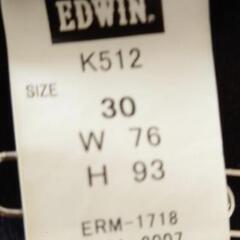 EDWIN.
K512
SIZE
30
W 76
H 93
ERM-1718